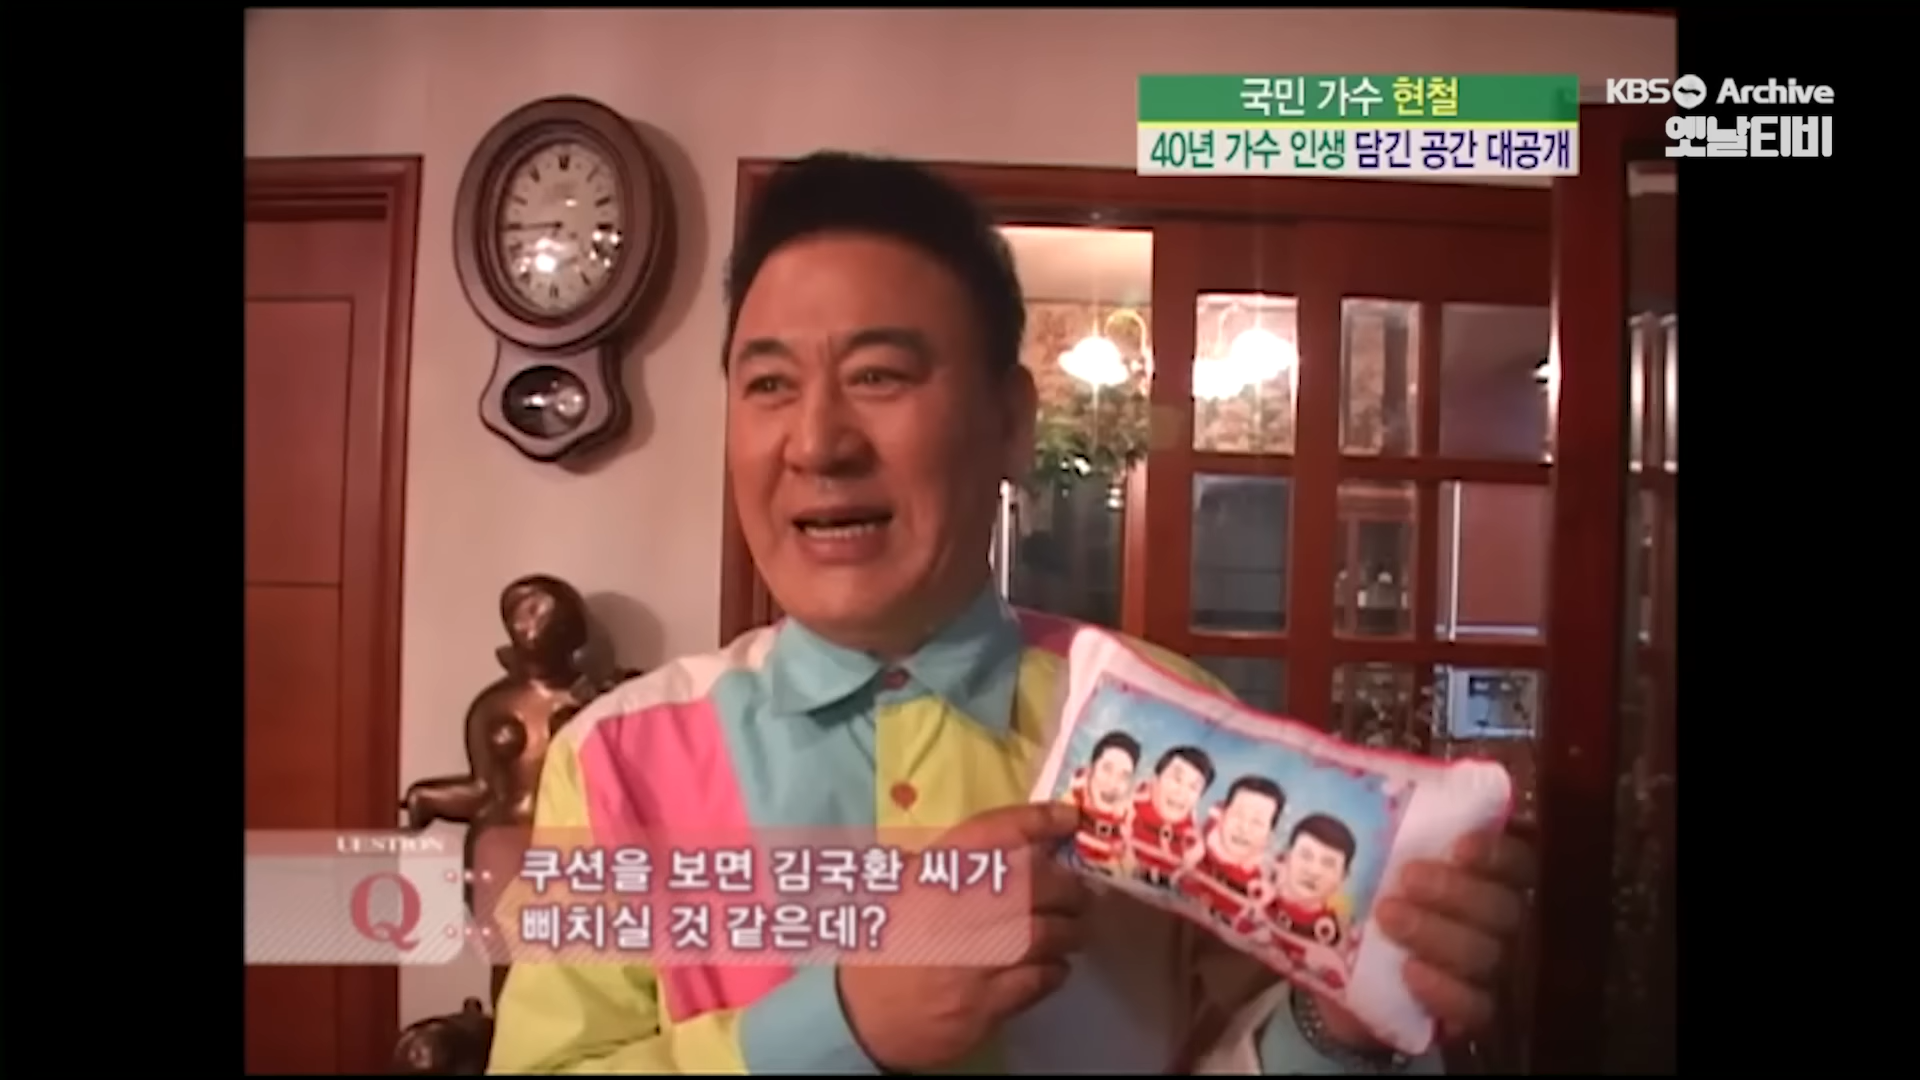 국민 가수 현철
40년 가수 인생 담긴 공간 대공개
KBS Archive
옛날티비
UESTION
Q
쿠션을 보면 김국환 씨가
삐치실 것 같은데?